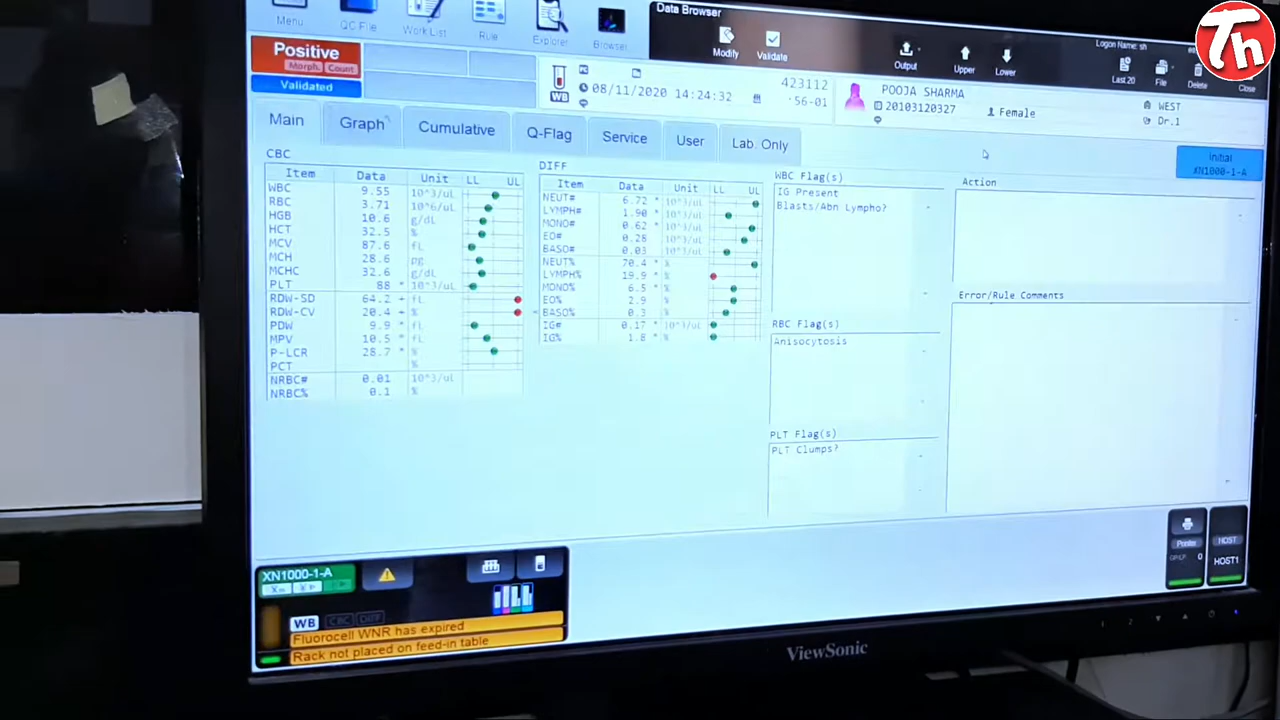 Th
Menu
QC File
Work List
Rule
Explorer
Browser
Data Browser
Modify
Validate
Output
Upper
Lower
Logon Name: sh
Last 20
File
Delete
Close
Positive
Morph. Count
Validated
WB
08/11/2020 14:24:32
423112
56-01
POOJA SHARMA
20103120327
Female
WEST
Dr.1
Main
Graph
Cumulative
Q-Flag
Service
User
Lab. Only
Initial
XN1000-1-A
CBC
Item Data Unit LL UL
WBC 9.55 10^3/uL
RBC 3.71 10^6/uL
HGB 10.6 g/dL
HCT 32.5 %
MCV 87.6 fL
MCH 28.6 pg
MCHC 32.6 g/dL
PLT 88 * 10^3/uL
RDW-SD 64.2 + fL
RDW-CV 20.4 + %
PDW 9.9 * fL
MPV 10.5 * fL
P-LCR 28.7 * %
PCT %
NRBC# 0.01 10^3/uL
NRBC% 0.1 %
DIFF
Item Data Unit LL UL
NEUT# 6.72 * 10^3/uL
LYMPH# 1.90 * 10^3/uL
MONO# 0.62 * 10^3/uL
EO# 0.28 10^3/uL
BASO# 0.03 10^3/uL
NEUT% 70.4 * %
LYMPH% 19.9 * %
MONO% 6.5 * %
EO% 2.9 %
BASO% 0.3 %
IG# 0.17 * 10^3/uL
IG% 1.8 * %
WBC Flag(s)
IG Present
Blasts/Abn Lympho?
RBC Flag(s)
Anisocytosis
PLT Flag(s)
PLT Clumps?
Action
Error/Rule Comments
XN1000-1-A
WB CBC DIFF
Fluorocell WNR has expired
Rack not placed on feed-in table
Printer
0
HOST
HOST1
ViewSonic